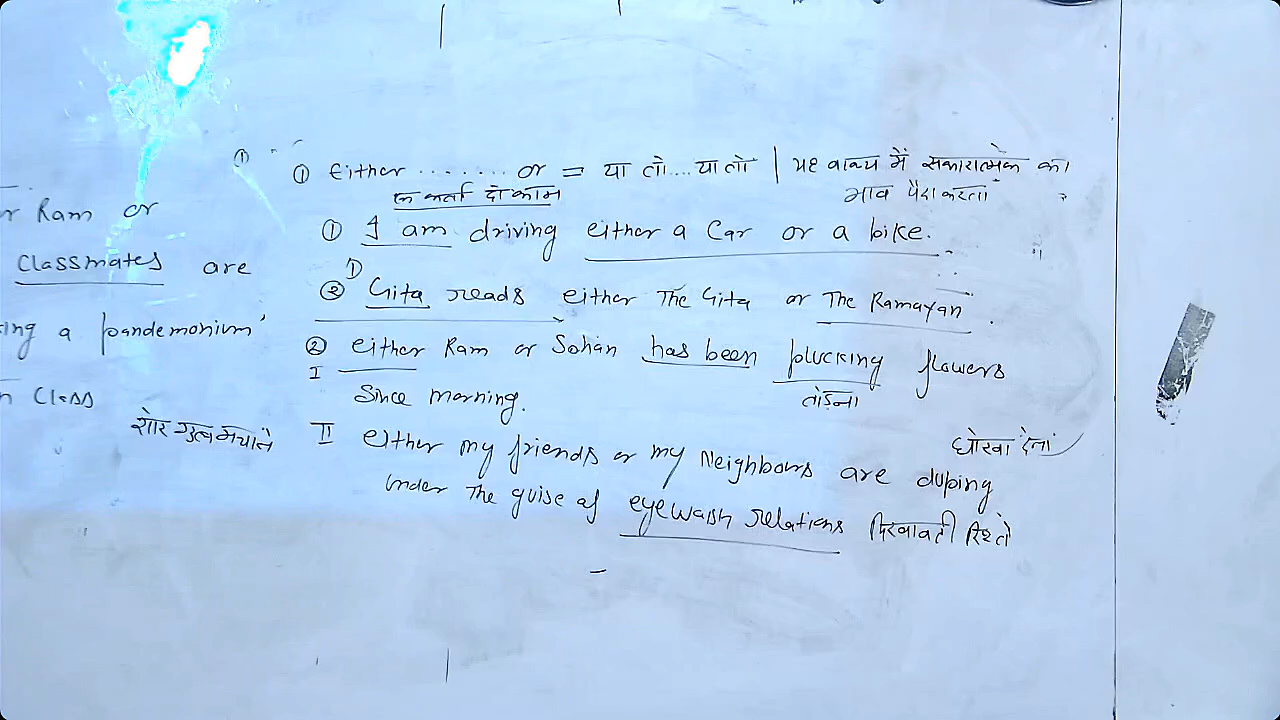 ① Either ........ or = या तो... या तो | यह वाक्य में सकारात्मक का
एक कर्ता दो काम
भाव पैदा करता
① I am driving either a Car or a bike.
② Gita reads either The Gita or The Ramayan.
② either Ram or Sohan has been plucking flowers
तोड़ना
I
Since morning.
II Either my friends or my Neighbours are duping
धोखा देना
under The guise of eyewash relations दिखावटी रिश्ते
Ram or
Classmates are
a pandemonium
Class
शोर गुल मचाते